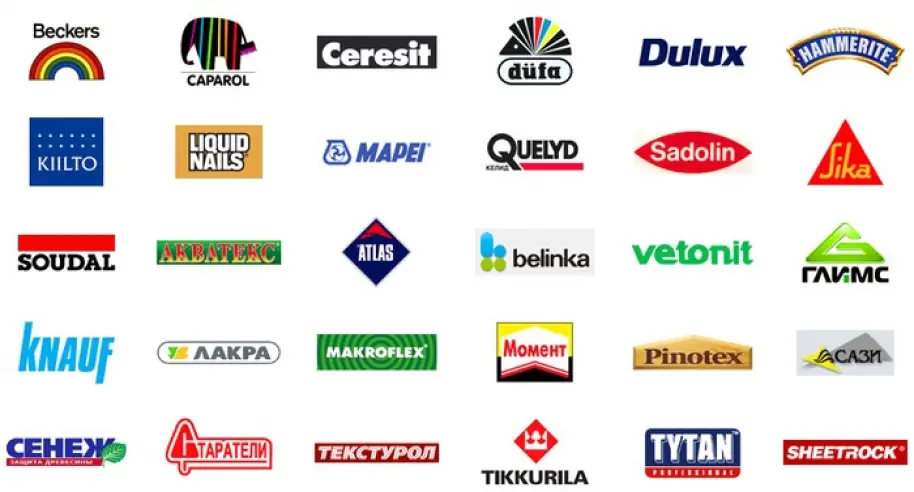 Beckers
CAPAROL
Ceresit
düfa
Dulux
HAMMERITE
KIILTO
LIQUID
NAILS®
MAPEI®
QUELYD
КЕЛИД
Sadolin
Sika
SOUDAL
АКВАТЕКС
ATLAS
belinka
vetonit
ГЛИМС
KNAUF
ЛАКРА
MAKROFLEX®
Момент
Pinotex
САЗИ
СЕНЕЖ
ЗАЩИТА ДРЕВЕСИНЫ
СТАРАТЕЛИ
ТЕКСТУРОЛ
TIKKURILA
TYTAN
PROFESSIONAL
SHEETROCK®